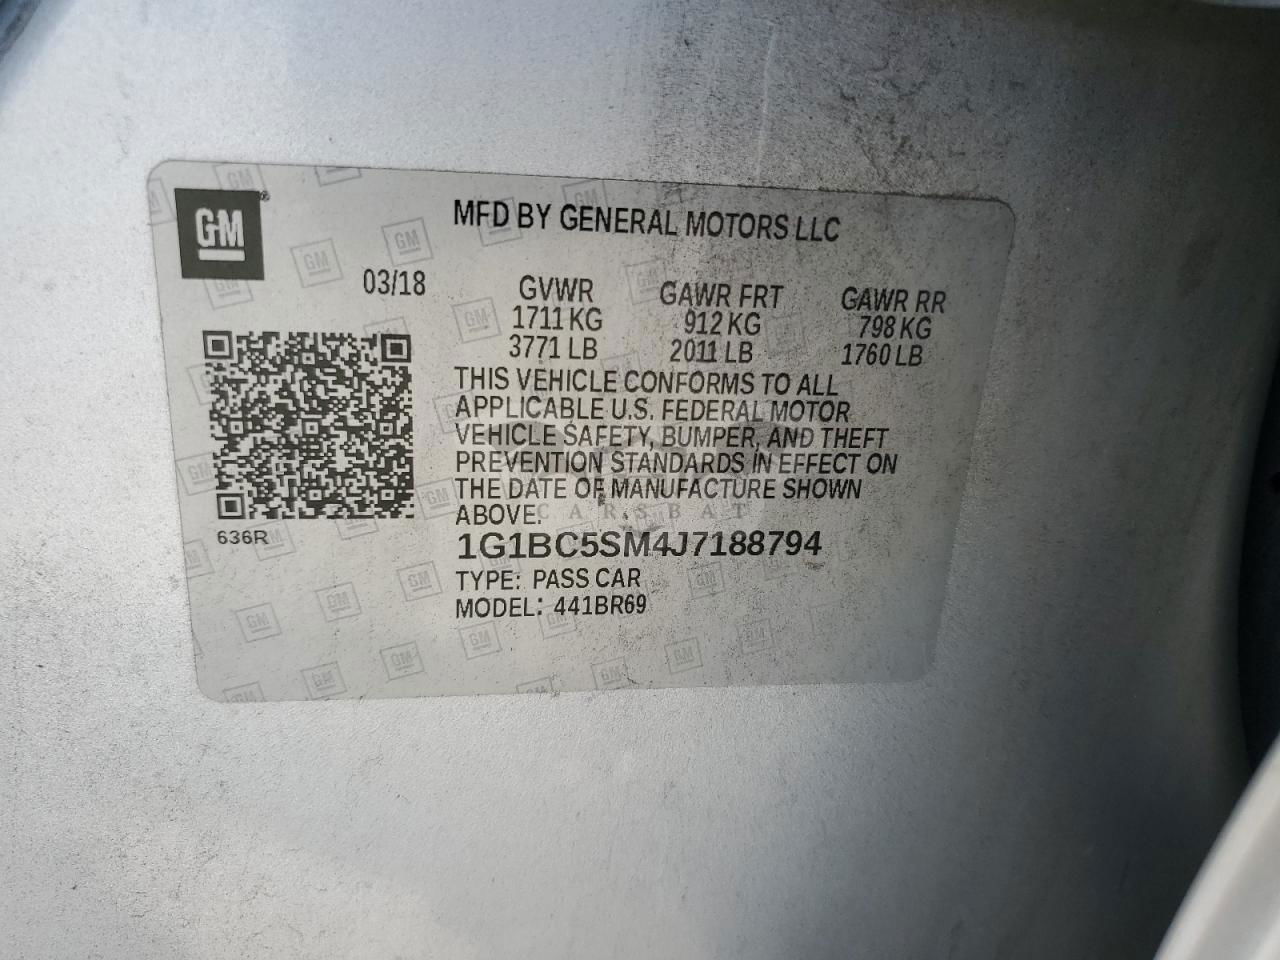 GM
MFD BY GENERAL MOTORS LLC
03/18
GVWR GAWR FRT GAWR RR
1711 KG 912 KG 798 KG
3771 LB 2011 LB 1760 LB
THIS VEHICLE CONFORMS TO ALL
APPLICABLE U.S. FEDERAL MOTOR
VEHICLE SAFETY, BUMPER, AND THEFT
PREVENTION STANDARDS IN EFFECT ON
THE DATE OF MANUFACTURE SHOWN
ABOVE.
CARSBAT
636R
1G1BC5SM4J7188794
TYPE: PASS CAR
MODEL: 441BR69